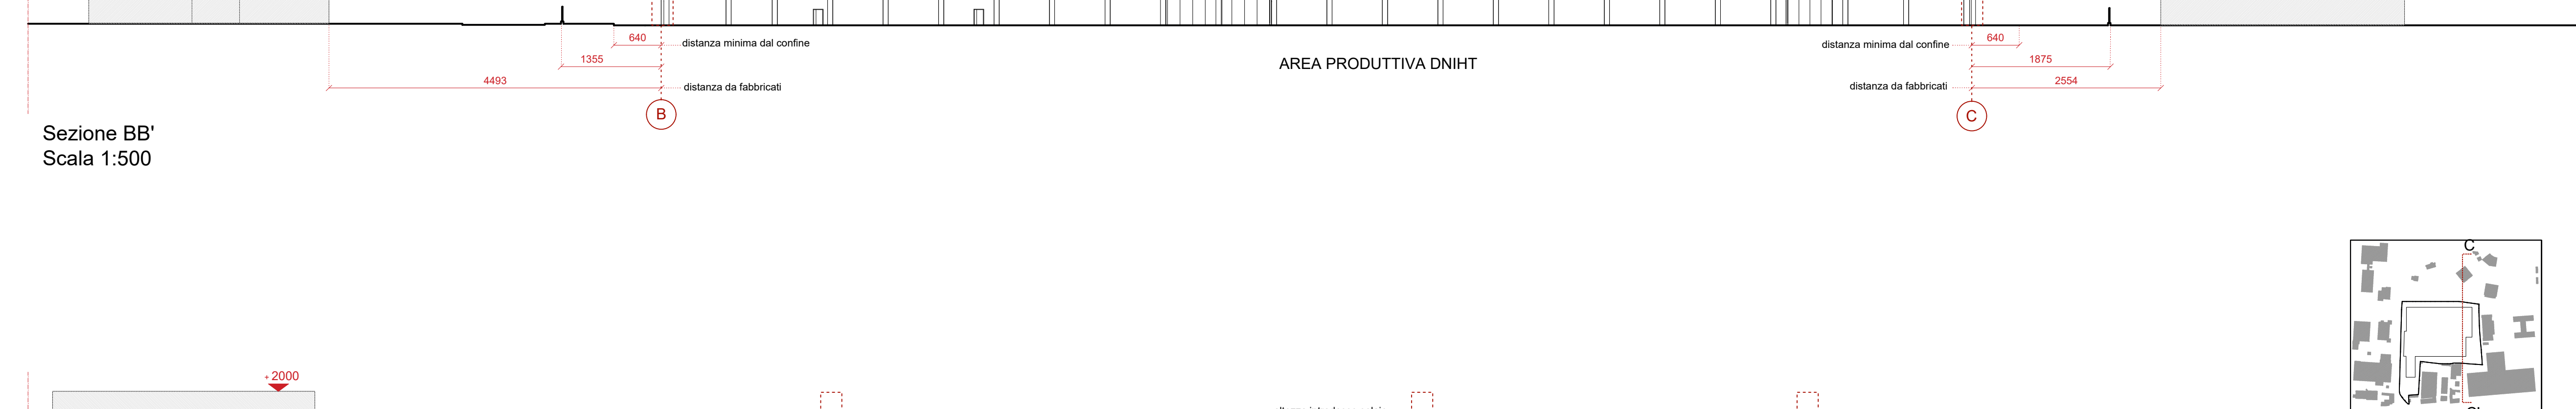 640
distanza minima dal confine
1355
4493
distanza da fabbricati
B
AREA PRODUTTIVA DNIHT
distanza minima dal confine
640
1875
distanza da fabbricati
2554
C
Sezione BB'
Scala 1:500
C
+2000